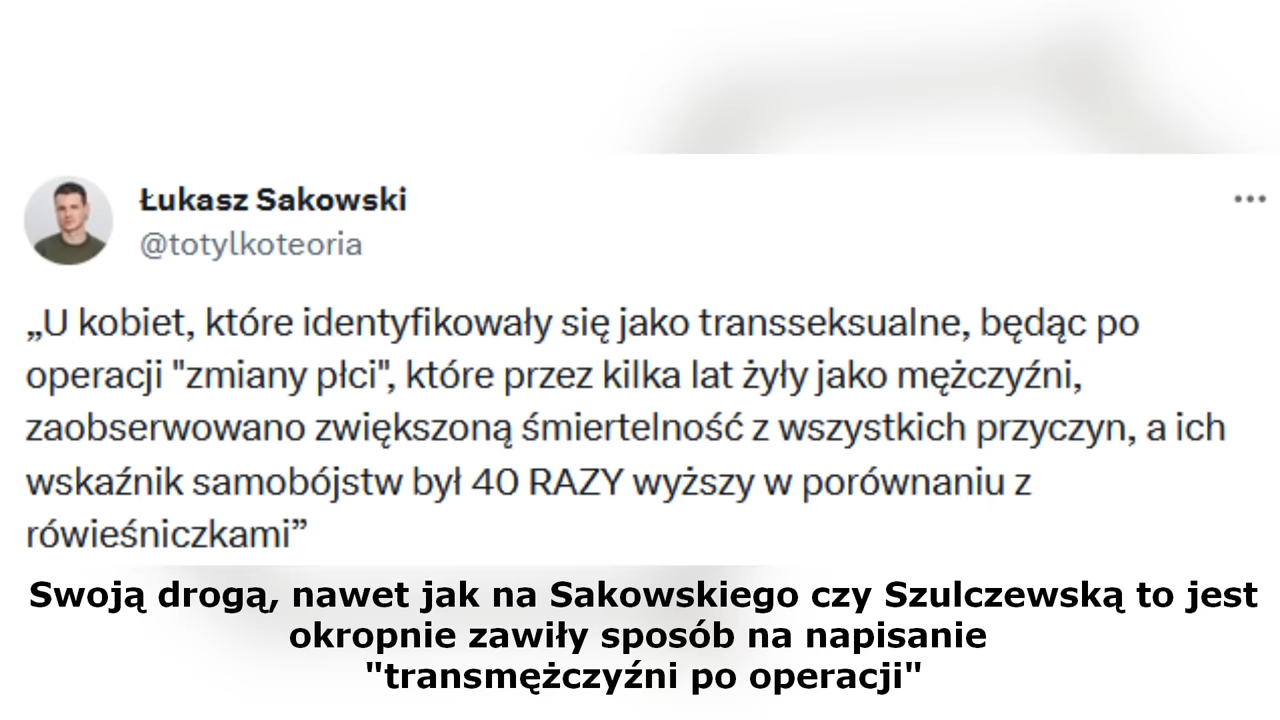 Łukasz Sakowski
@totylkoteoria
„U kobiet, które identyfikowały się jako transseksualne, będąc po
operacji "zmiany płci", które przez kilka lat żyły jako mężczyźni,
zaobserwowano zwiększoną śmiertelność z wszystkich przyczyn, a ich
wskaźnik samobójstw był 40 RAZY wyższy w porównaniu z
rówieśniczkami”
Swoją drogą, nawet jak na Sakowskiego czy Szulczewską to jest
okropnie zawiły sposób na napisanie
"transmężczyźni po operacji"